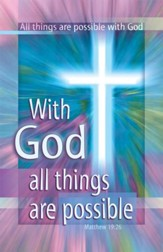 All things are possible with God
With
God
all things
are possible
Matthew 19:26